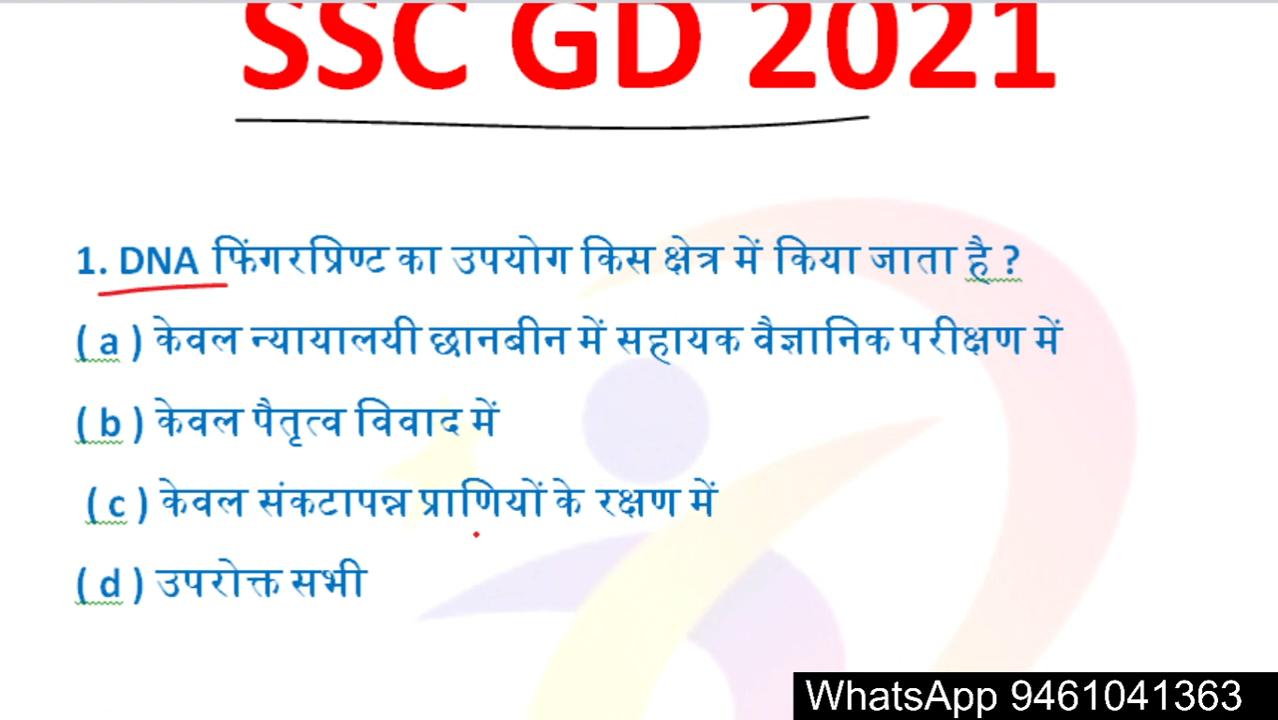 SSC GD 2021
1. DNA फिंगरप्रिण्ट का उपयोग किस क्षेत्र में किया जाता है ?
( a ) केवल न्यायालयी छानबीन में सहायक वैज्ञानिक परीक्षण में
( b ) केवल पैतृत्व विवाद में
( c ) केवल संकटापन्न प्राणियों के रक्षण में
( d ) उपरोक्त सभी
WhatsApp 9461041363